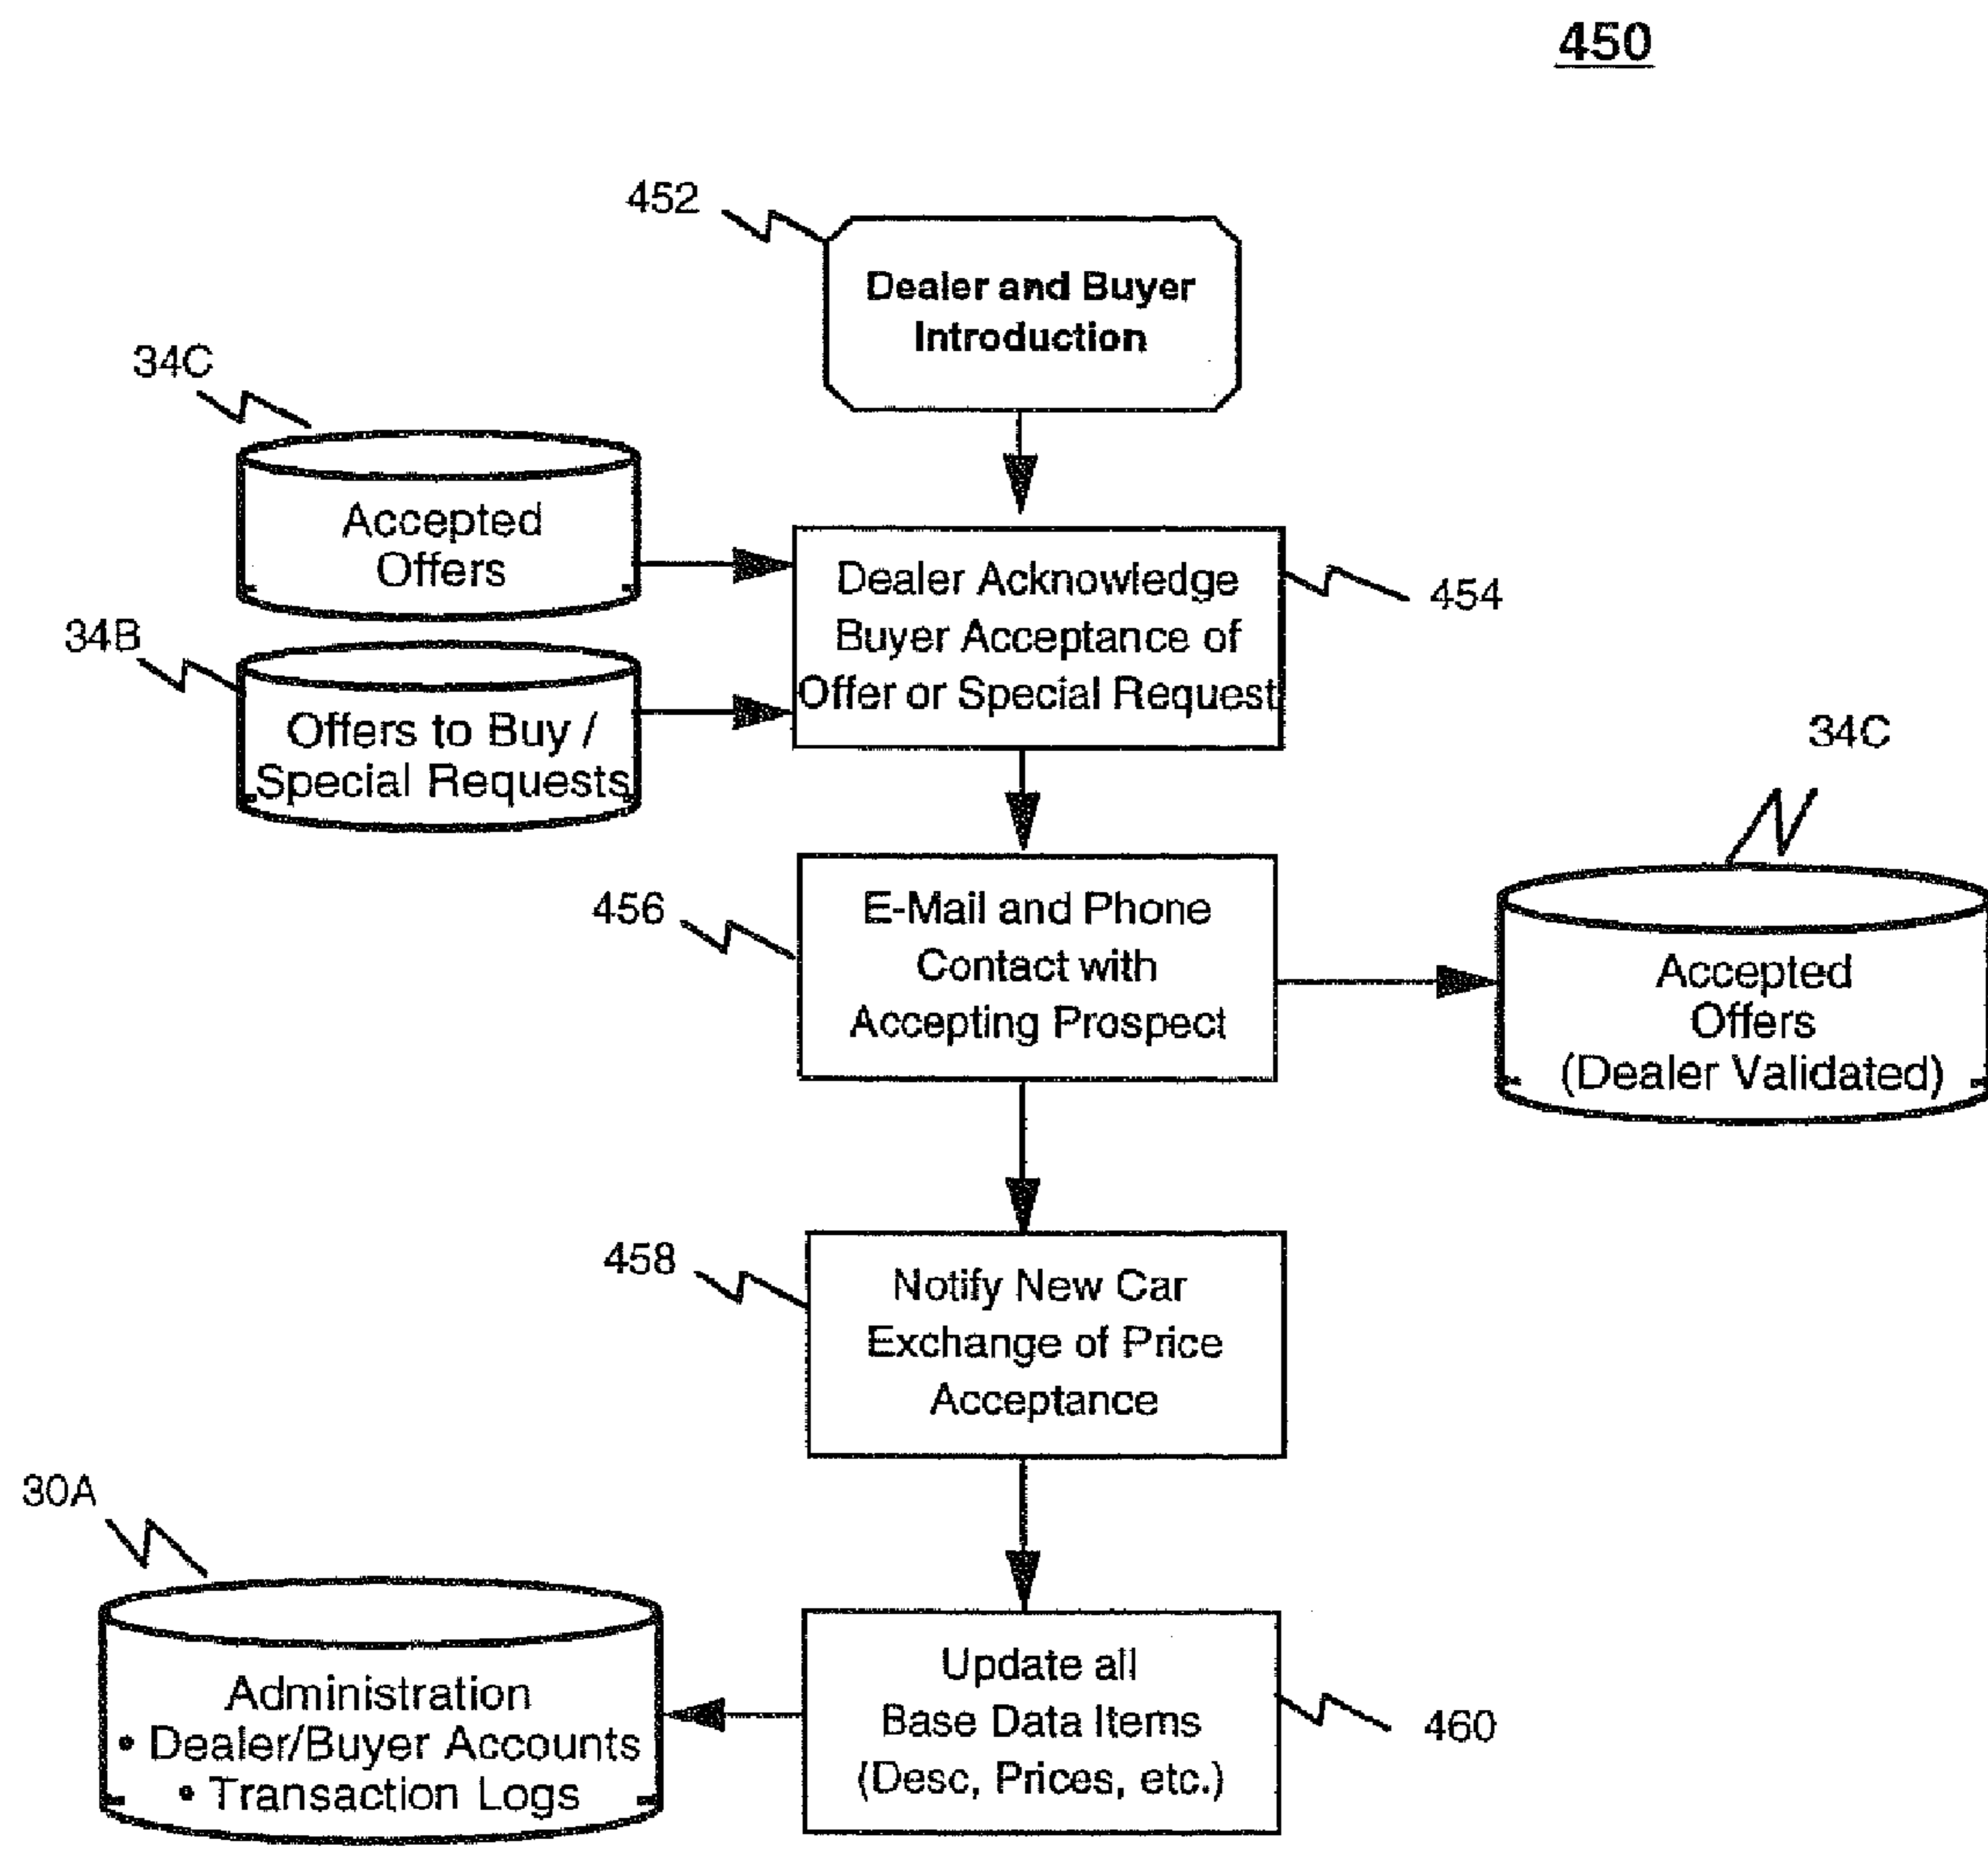 450
452
Dealer and Buyer
Introduction
34C
Accepted
Offers
34B
Offers to Buy /
Special Requests
Dealer Acknowledge
Buyer Acceptance of
Offer or Special Request
454
456
E-Mail and Phone
Contact with
Accepting Prospect
34C
Accepted
Offers
(Dealer Validated)
458
Notify New Car
Exchange of Price
Acceptance
30A
Administration
• Dealer/Buyer Accounts
• Transaction Logs
Update all
Base Data Items
(Desc, Prices, etc.)
460